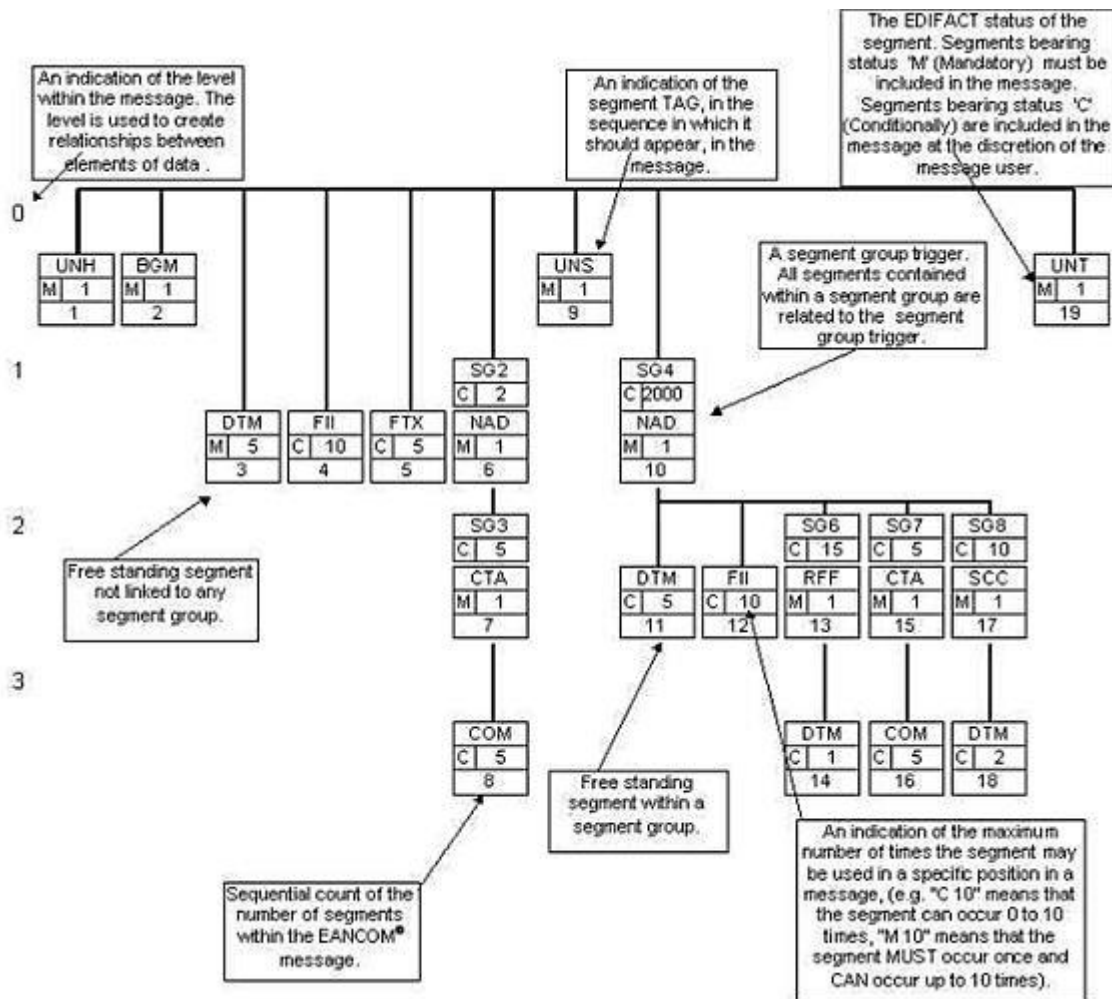 An indication of the level
within the message. The
level is used to create
relationships between
elements of data .
An indication of the
segment TAG, in the
sequence in which it
should appear, in the
message.
The EDIFACT status of the
segment. Segments bearing
status 'M' (Mandatory) must be
included in the message.
Segments bearing status 'C'
(Conditionally) are included in the
message at the discretion of the
message user.
0
UNH
M 1
1
BGM
M 1
2
UNS
M 1
9
A segment group trigger.
All segments contained
within a segment group are
related to the segment
group trigger.
UNT
M 1
19
1
SG2
C 2
SG4
C 2000
DTM
M 5
3
FII
C 10
4
FTX
C 5
5
NAD
M 1
6
NAD
M 1
10
2
SG3
C 5
SG6
C 15
SG7
C 5
SG8
C 10
Free standing segment
not linked to any
segment group.
CTA
M 1
7
DTM
C 5
11
FII
C 10
12
RFF
M 1
13
CTA
M 1
15
SCC
M 1
17
3
COM
C 5
8
DTM
C 1
14
COM
C 5
16
DTM
C 2
18
Free standing
segment within a
segment group.
Sequential count of the
number of segments
within the EANCOM®
message.
An indication of the maximum
number of times the segment may
be used in a specific position in a
message, (e.g. "C 10" means that
the segment can occur 0 to 10
times, "M 10" means that the
segment MUST occur once and
CAN occur up to 10 times).